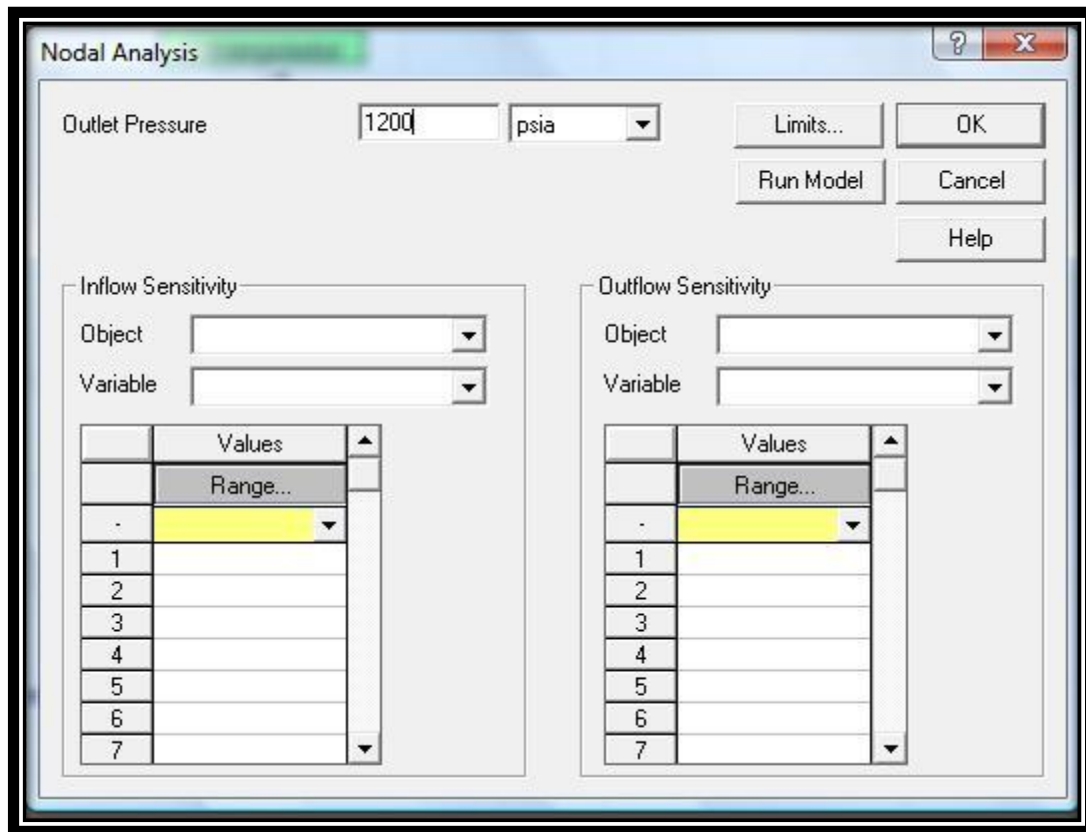 Nodal Analysis
Outlet Pressure 1200 psia Limits... OK
Run Model Cancel
Help
Inflow Sensitivity
Object
Variable
Values
Range...
-
1
2
3
4
5
6
7
Outflow Sensitivity
Object
Variable
Values
Range...
-
1
2
3
4
5
6
7